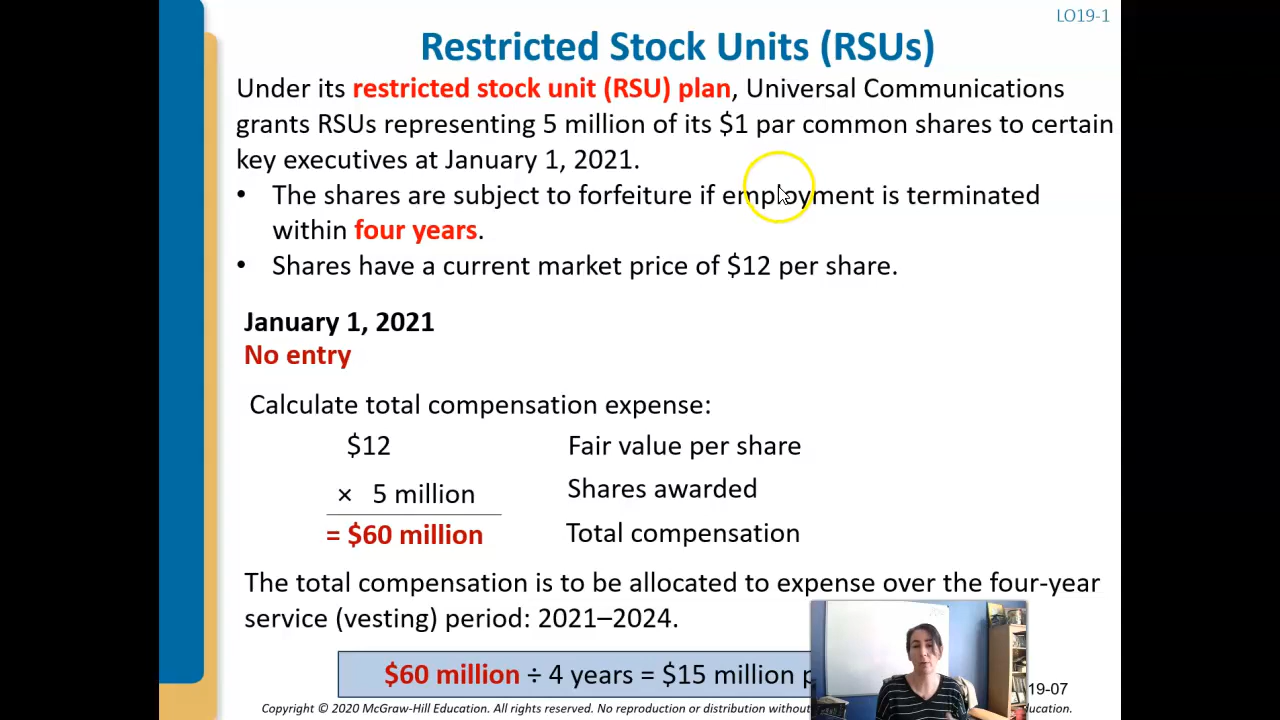 LO19-1
Restricted Stock Units (RSUs)
Under its restricted stock unit (RSU) plan, Universal Communications
grants RSUs representing 5 million of its $1 par common shares to certain
key executives at January 1, 2021.
• The shares are subject to forfeiture if employment is terminated
within four years.
• Shares have a current market price of $12 per share.
January 1, 2021
No entry
Calculate total compensation expense:
$12 Fair value per share
× 5 million Shares awarded
= $60 million Total compensation
The total compensation is to be allocated to expense over the four-year
service (vesting) period: 2021–2024.
$60 million ÷ 4 years = $15 million
19-07
Copyright © 2020 McGraw-Hill Education. All rights reserved. No reproduction or distribution